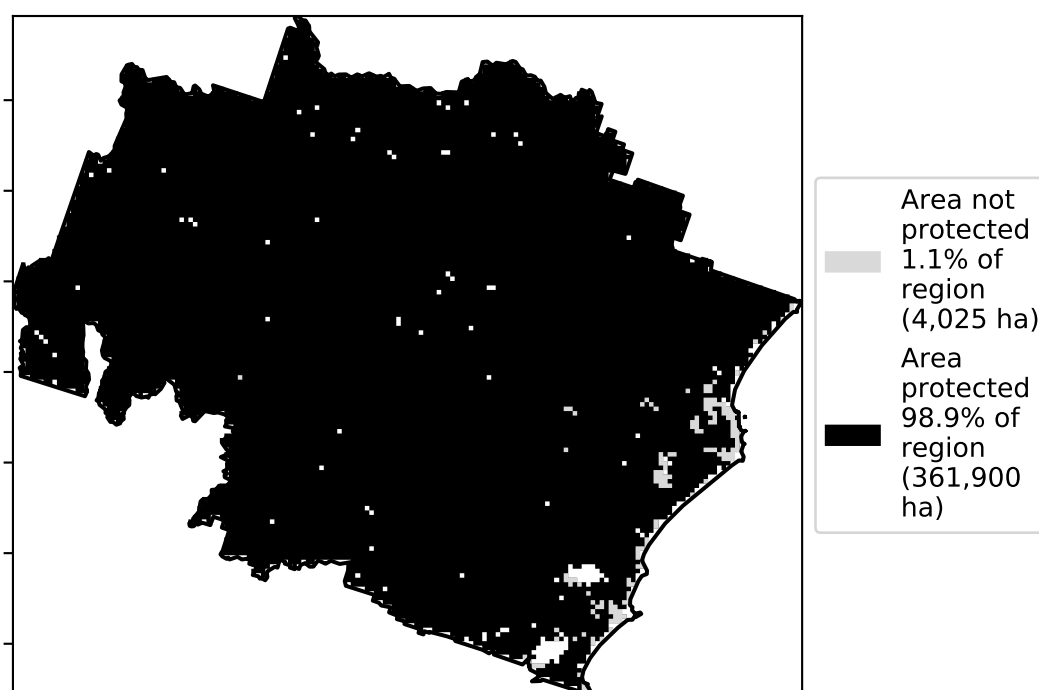 Area not
protected
1.1% of
region
(4,025 ha)
Area
protected
98.9% of
region
(361,900
ha)